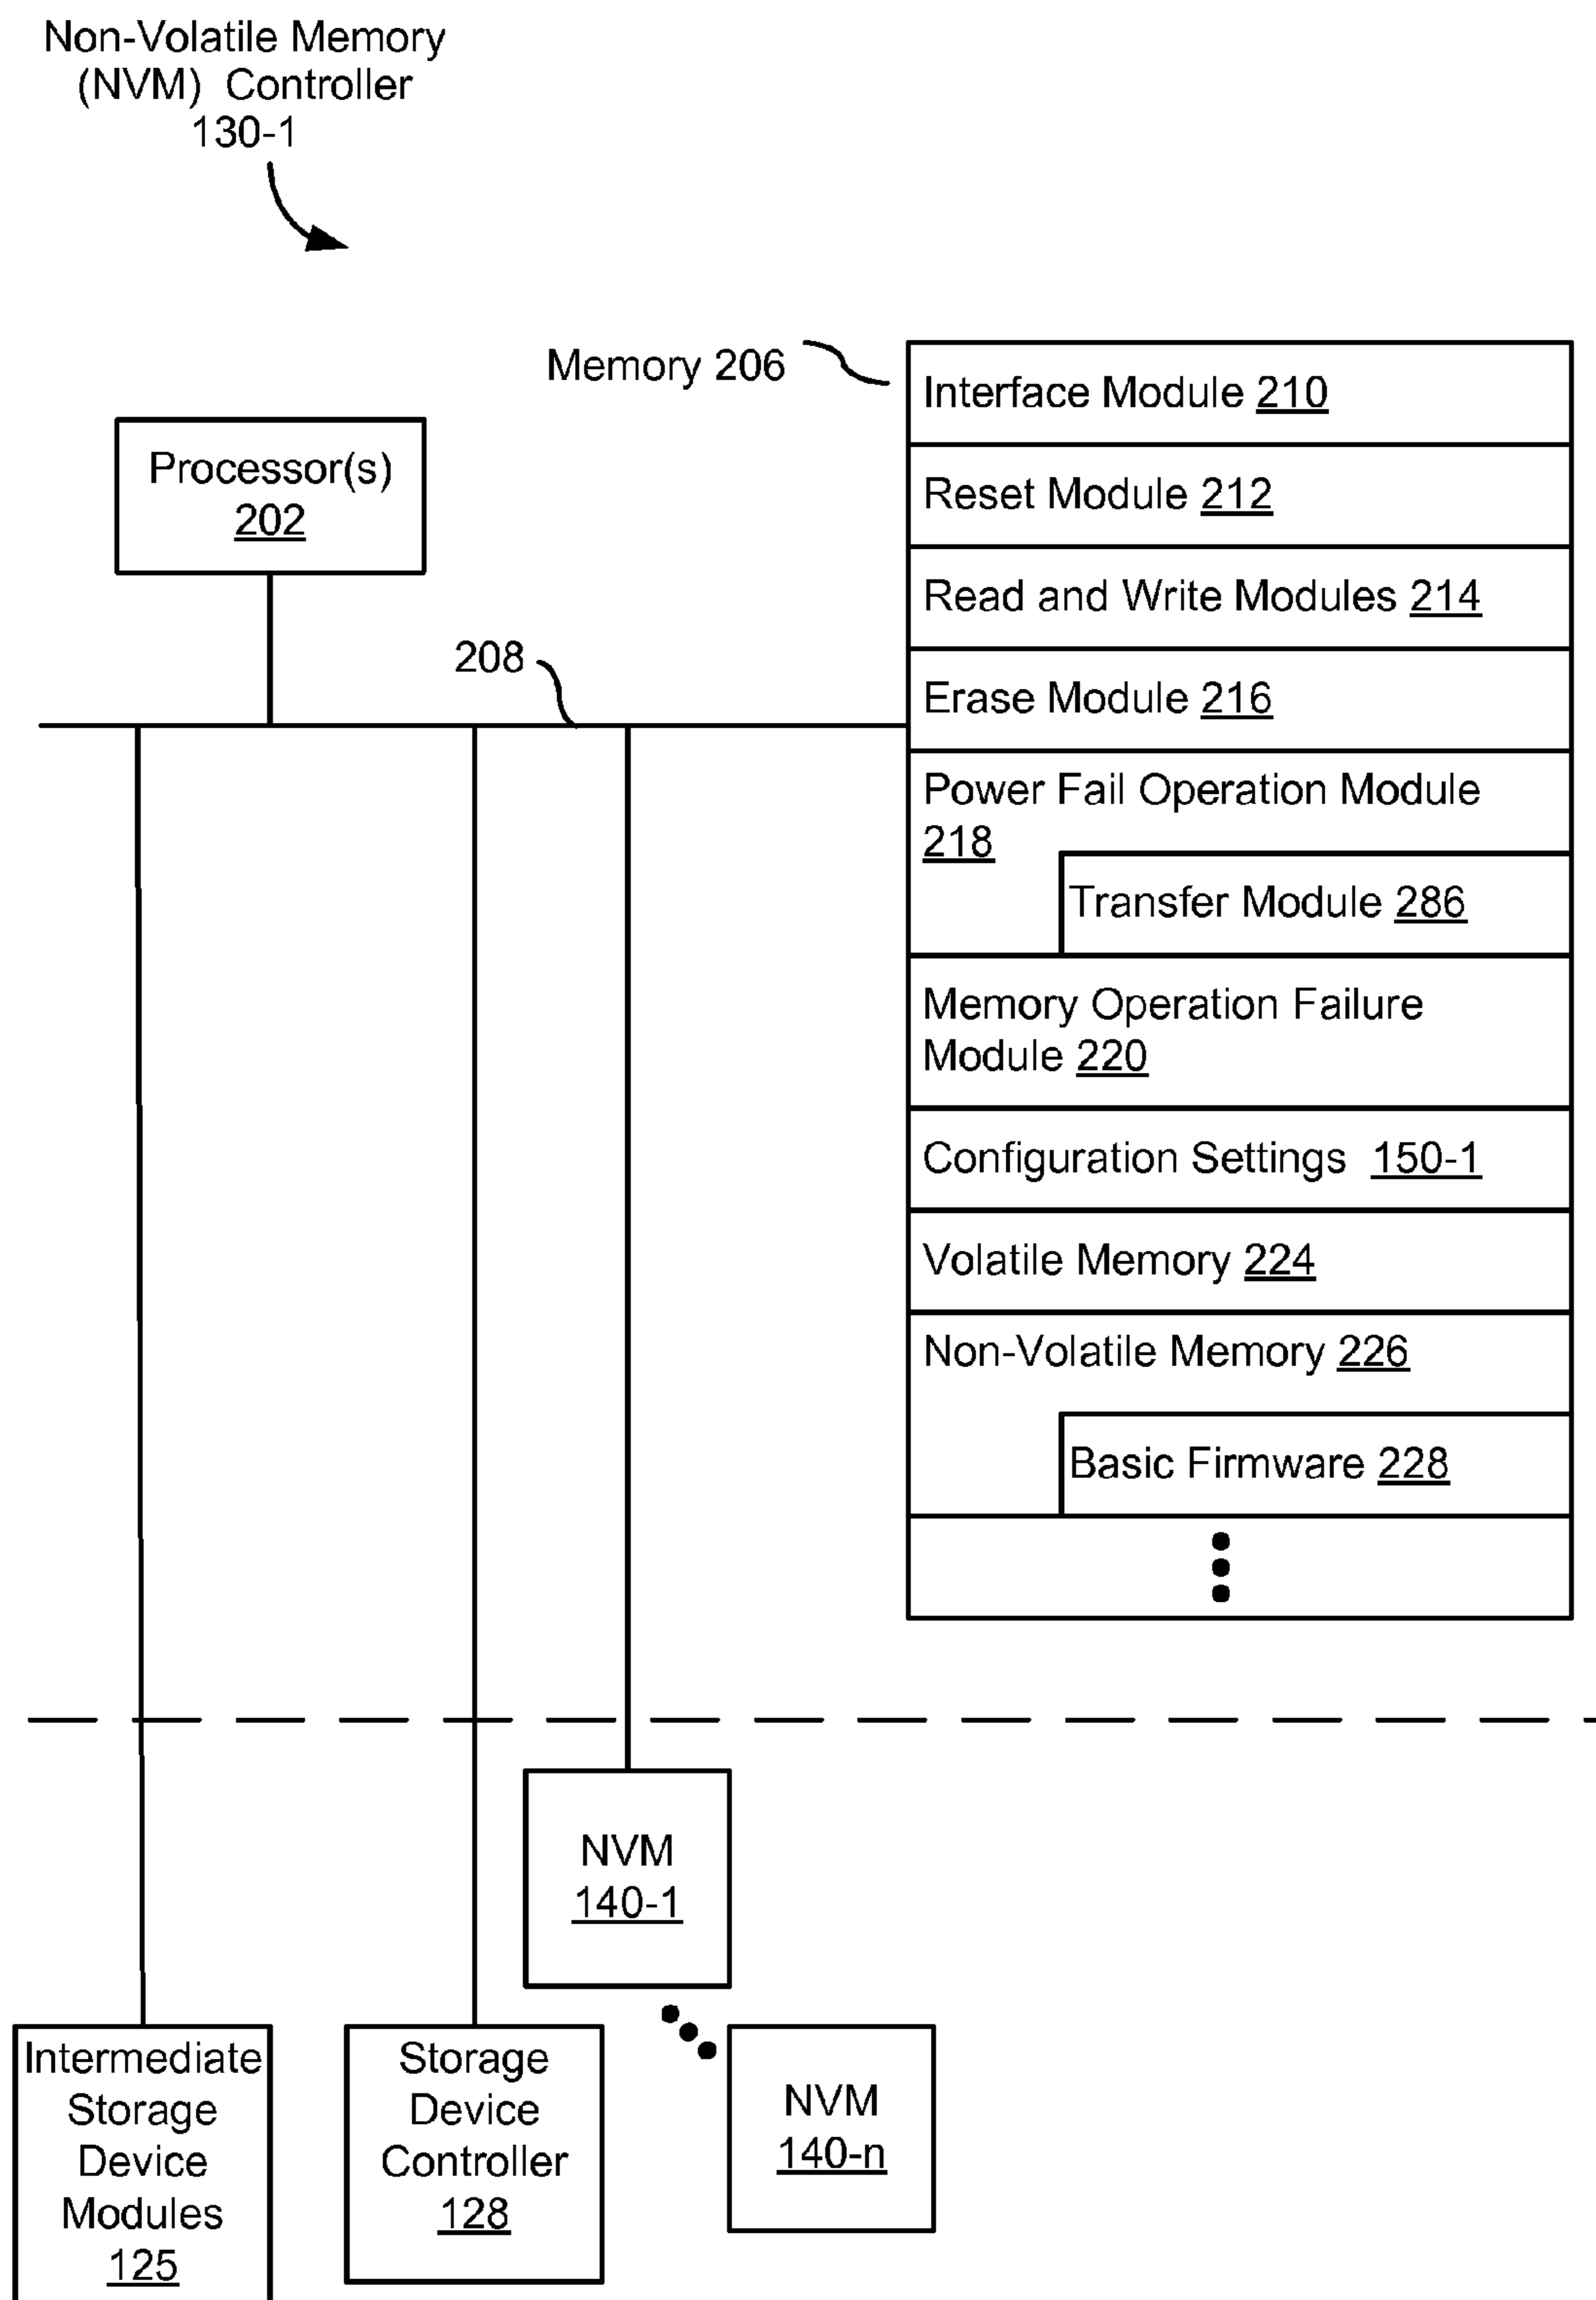 Non-Volatile Memory
(NVM) Controller
130-1
Memory 206
Interface Module 210
Reset Module 212
Read and Write Modules 214
Erase Module 216
Power Fail Operation Module
218
Transfer Module 286
Memory Operation Failure
Module 220
Configuration Settings 150-1
Volatile Memory 224
Non-Volatile Memory 226
Basic Firmware 228
Processor(s)
202
208
NVM
140-1
Intermediate
Storage
Device
Modules
125
Storage
Device
Controller
128
NVM
140-n